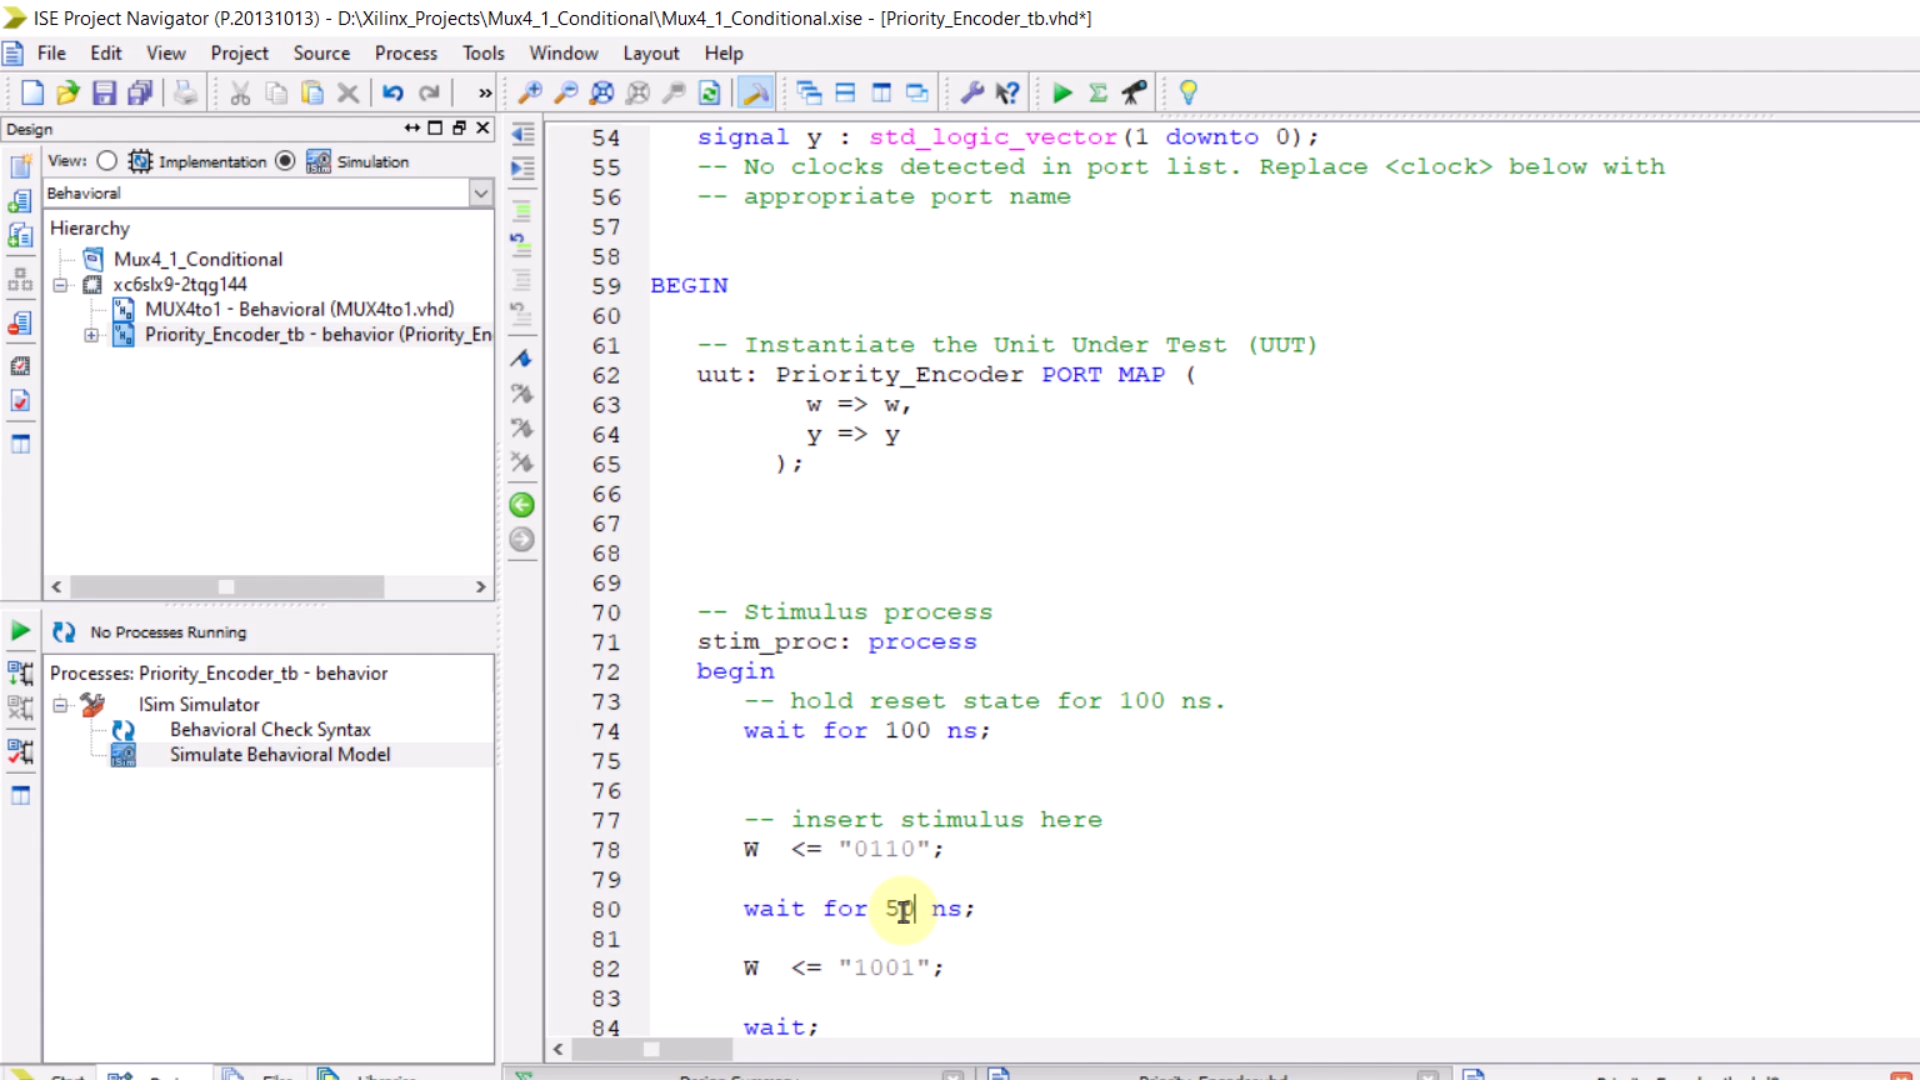 ISE Project Navigator (P.20131013) - D:\Xilinx_Projects\Mux4_1_Conditional\Mux4_1_Conditional.xise - [Priority_Encoder_tb.vhd*]
File Edit View Project Source Process Tools Window Layout Help
»
Design
View: Implementation Simulation
Behavioral
Hierarchy
Mux4_1_Conditional
xc6slx9-2tqg144
MUX4to1 - Behavioral (MUX4to1.vhd)
Priority_Encoder_tb - behavior (Priority_En
No Processes Running
Processes: Priority_Encoder_tb - behavior
ISim Simulator
Behavioral Check Syntax
Simulate Behavioral Model
54 signal y : std_logic_vector(1 downto 0);
55 -- No clocks detected in port list. Replace <clock> below with
56 -- appropriate port name
57
58
59 BEGIN
60
61 -- Instantiate the Unit Under Test (UUT)
62 uut: Priority_Encoder PORT MAP (
63 w => w,
64 y => y
65 );
66
67
68
69
70 -- Stimulus process
71 stim_proc: process
72 begin
73 -- hold reset state for 100 ns.
74 wait for 100 ns;
75
76
77 -- insert stimulus here
78 W <= "0110";
79
80 wait for 50 ns;
81
82 W <= "1001";
83
84 wait;